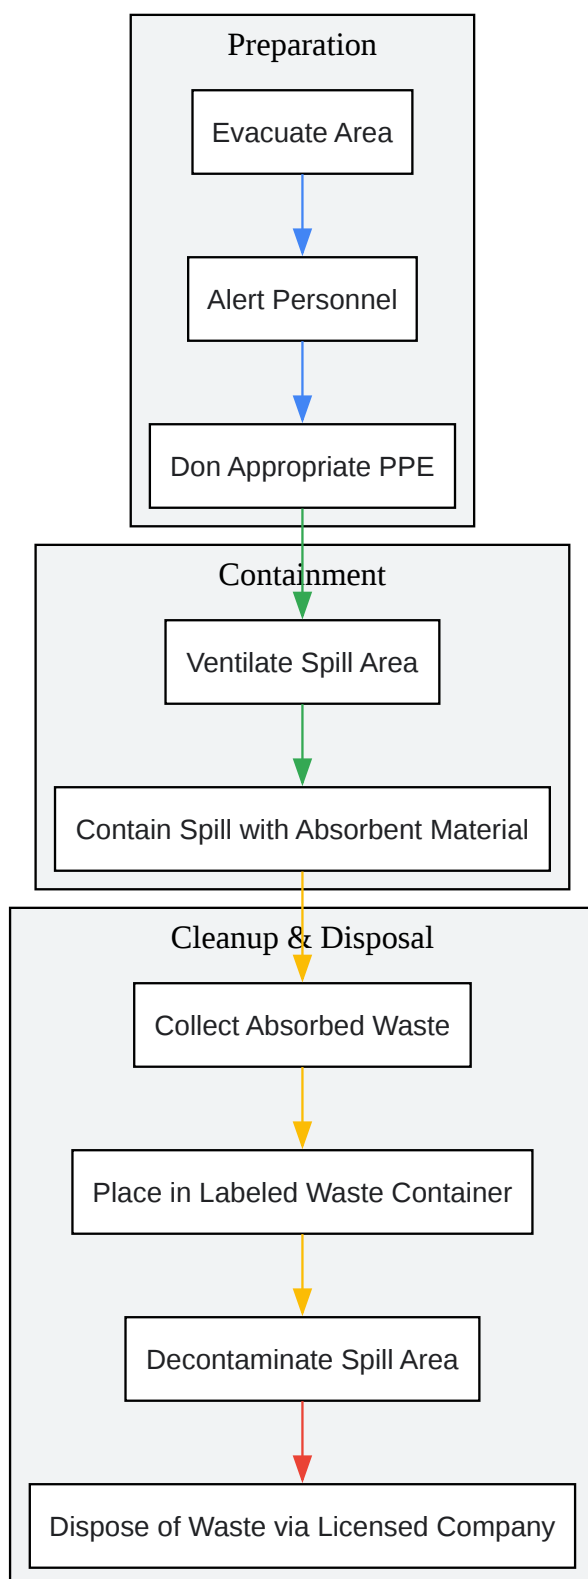 Preparation
Evacuate Area
Alert Personnel
Don Appropriate PPE
Containment
Ventilate Spill Area
Contain Spill with Absorbent Material
Cleanup & Disposal
Collect Absorbed Waste
Place in Labeled Waste Container
Decontaminate Spill Area
Dispose of Waste via Licensed Company